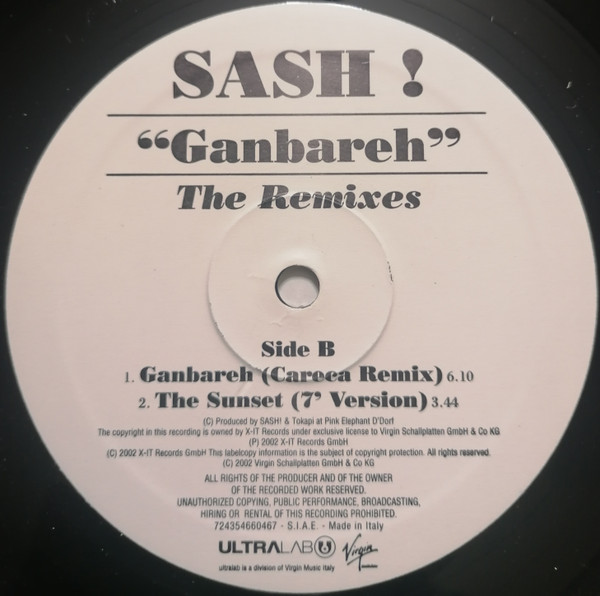 SASH !
“Ganbareh”
The Remixes
Side B
1. Ganbareh (Careca Remix) 6.10
2. The Sunset (7' Version) 3.44
(C) Produced by SASH! & Tokapi at Pink Elephant D'Dorf
The copyright in this recording is owned by X-IT Records under exclusive license to Virgin Schallplatten GmbH & Co KG
(P) 2002 X-IT Records GmbH
(C) 2002 X-IT Records GmbH This labelcopy information is the subject of copyright protection. All rights reserved.
(C) 2002 Virgin Schallplatten GmbH & Co KG
ALL RIGHTS OF THE PRODUCER AND OF THE OWNER
OF THE RECORDED WORK RESERVED.
UNAUTHORIZED COPYING, PUBLIC PERFORMANCE, BROADCASTING,
HIRING OR RENTAL OF THIS RECORDING PROHIBITED.
724354660467 - S.I.A.E. - Made in Italy
ULTRALAB Virgin
ultralab is a division of Virgin Music Italy